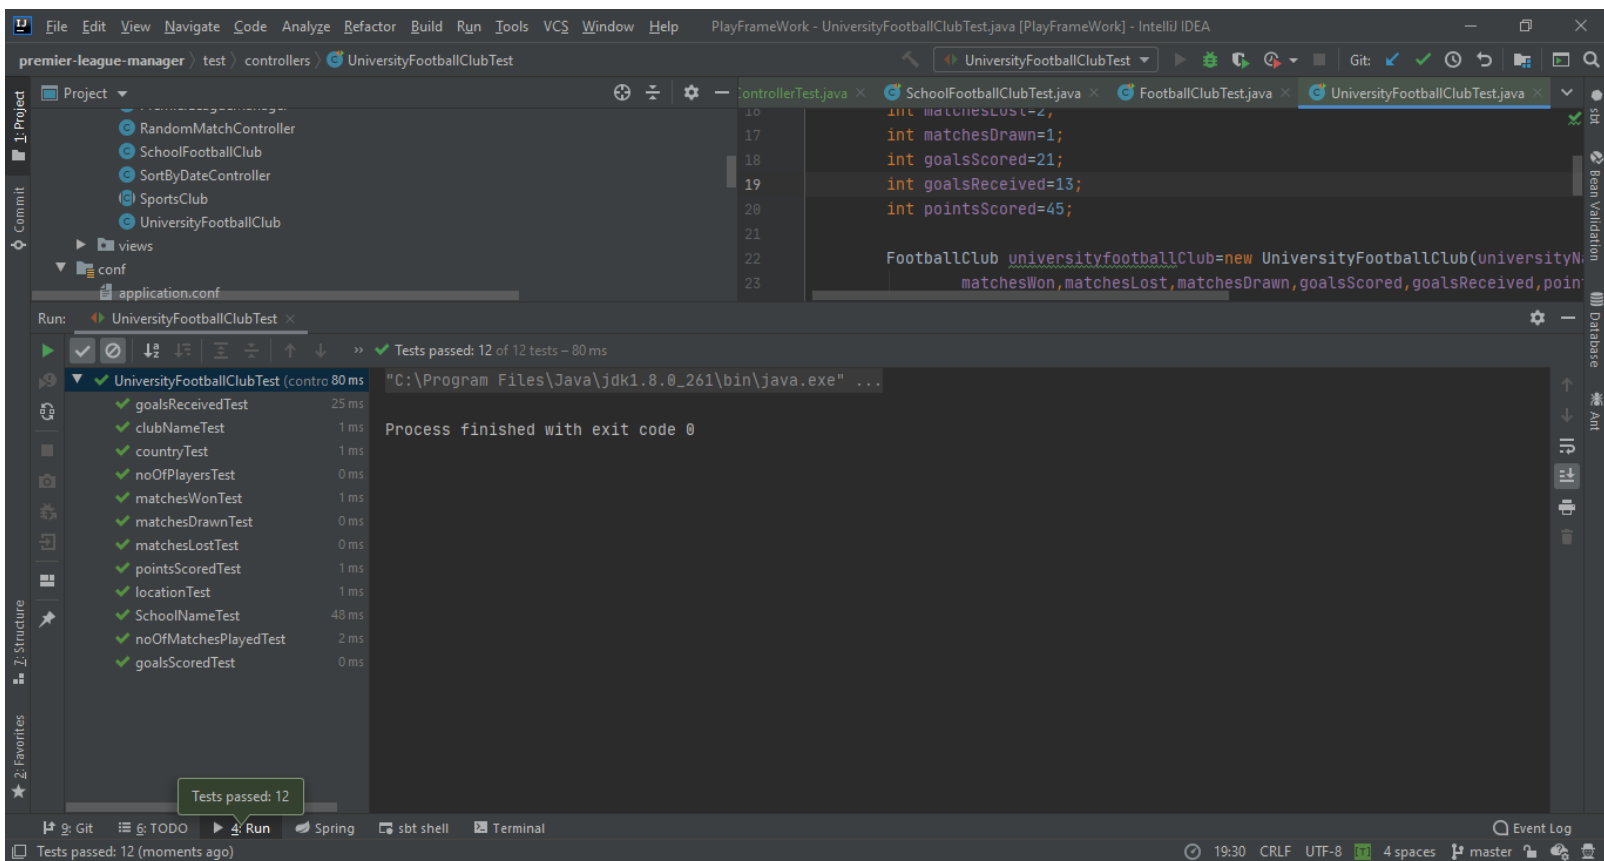 File Edit View Navigate Code Analyze Refactor Build Run Tools VCS Window Help PlayFrameWork - UniversityFootballClubTest.java [PlayFrameWork] - IntelliJ IDEA
premier-league-manager test controllers UniversityFootballClubTest UniversityFootballClubTest Git:
1: Project
Commit
7: Structure
2: Favorites
Project
RandomMatchController
SchoolFootballClub
SortByDateController
SportsClub
UniversityFootballClub
views
conf
application.conf
ControllerTest.java SchoolFootballClubTest.java FootballClubTest.java UniversityFootballClubTest.java
16 int matchesLost=2;
17 int matchesDrawn=1;
18 int goalsScored=21;
19 int goalsReceived=13;
20 int pointsScored=45;
21
22 FootballClub universityfootballClub=new UniversityFootballClub(universityN
23 matchesWon,matchesLost,matchesDrawn,goalsScored,goalsReceived,poin
sbt
Bean Validation
Database
Ant
Run: UniversityFootballClubTest
Tests passed: 12 of 12 tests – 80 ms
UniversityFootballClubTest (contro 80 ms
goalsReceivedTest 25 ms
clubNameTest 1 ms
countryTest 1 ms
noOfPlayersTest 0 ms
matchesWonTest 1 ms
matchesDrawnTest 0 ms
matchesLostTest 0 ms
pointsScoredTest 1 ms
locationTest 1 ms
SchoolNameTest 48 ms
noOfMatchesPlayedTest 2 ms
goalsScoredTest 0 ms
"C:\Program Files\Java\jdk1.8.0_261\bin\java.exe" ...
Process finished with exit code 0
Tests passed: 12
9: Git 6: TODO 4: Run Spring sbt shell Terminal Event Log
Tests passed: 12 (moments ago) 19:30 CRLF UTF-8 [T] 4 spaces master